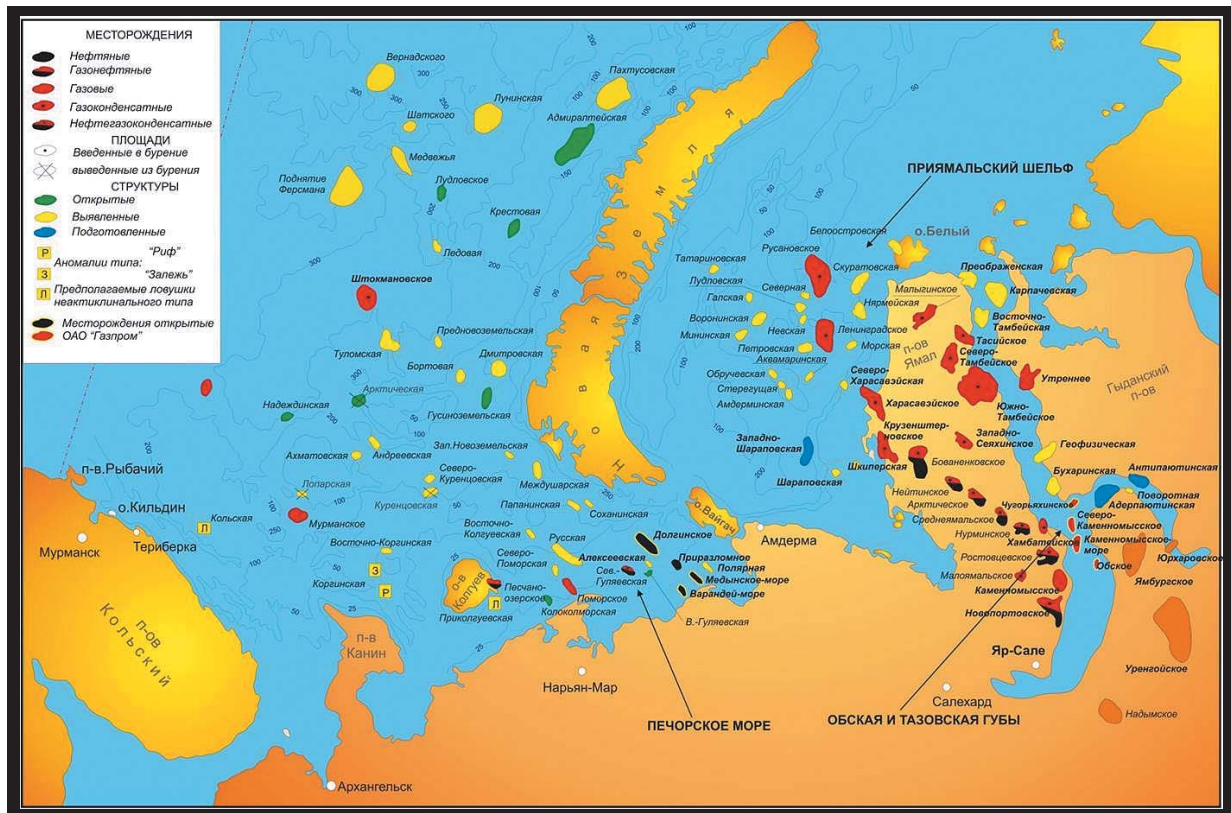 МЕСТОРОЖДЕНИЯ
Нефтяные
Газонефтяные
Газовые
Газоконденсатные
Нефтегазоконденсатные
ПЛОЩАДИ
Введенные в бурение
выведенные из бурения
СТРУКТУРЫ
Открытые
Выявленные
Подготовленные
Р
"Риф"
Аномалии типа:
З
"Залежь"
Л
Предполагаемые ловушки
неактиклинального типа
Месторождения открытые
ОАО "Газпром"
Вернадского
Лунинская
Пахтусовская
Шатского
Адмиралтейская
Медвежья
Поднятие
Ферсмана
Лудловское
Крестовая
Ледовая
Штокмановское
Предновоземельская
Туломская
Бортовая
Дмитровская
Арктическая
Надеждинская
Гусиноземельская
Ахматовская
Андреевская
Зап.Новоземельская
Лопарская
Северо-
Куренцовская
Куренцовская
Междушарская
Мурманское
Папанинская
Соханинская
Кольская
Л
Восточно-
Колгуевская
Русская
Восточно-Коргинская
З
Коргинская
Р
Северо-
Поморская
Алексеевская
Сев.-
Гуляевская
Долгинское
Приразломное
Полярная
Медынское-море
Варандей-море
В.-Гуляевская
Песчано-
озерское
Л
Приколгуевская
Поморское
Колоколморская
о-в
Колгуев
п-в.Рыбачий
о.Кильдин
Териберка
Мурманск
п-ов
Кольский
п-в
Канин
Архангельск
Нарьян-Мар
ПЕЧОРСКОЕ МОРЕ
Новая Земля
о.Вайгач
Амдерма
ПРИЯМАЛЬСКИЙ ШЕЛЬФ
Белоостровская
о.Белый
Русановское
Скуратовская
Татариновская
Лудловская
Северная
Галская
Нярмейская
Малыгинское
Преображенская
Карпачевская
Воронинская
Невская
Ленинградское
Мининская
Петровская
Морская
Аквамаринская
Восточно-
Тамбейская
Тасийское
п-ов
Ямал
Северо-
Тамбейское
Обручевская
Стерегущая
Амдерминская
Северо-
Харасавэйская
Харасавэйское
Утреннее
Гыданский
п-ов
Южно-
Тамбейское
Крузенштер-
новское
Западно-
Шараповская
Западно-
Сеяхинское
Геофизическая
Шкиперская
Бованенковское
Шараповская
Бухаринская
Антипаютинская
Нейтинское
Арктическое
Чугорьяхинское
Поворотная
Адерпаютинская
Среднеямальское
Северо-
Каменномысское
Нурминское
Хамбатейское
Каменномысское-
море
Ростовцевское
Юрхаровское
Обское
Малоямальское
Ямбургское
Каменномысское
Новопортовское
Яр-Сале
Уренгойское
Салехард
Надымское
ОБСКАЯ И ТАЗОВСКАЯ ГУБЫ